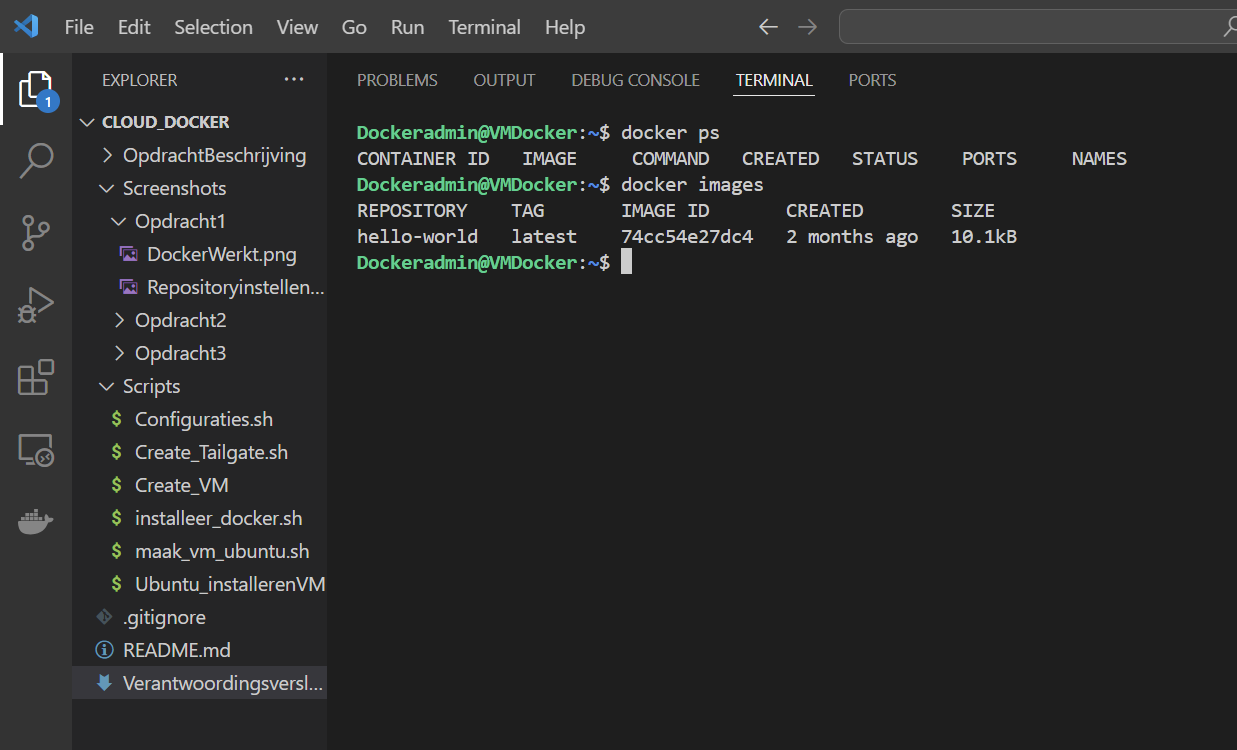 File Edit Selection View Go Run Terminal Help
EXPLORER ···
PROBLEMS OUTPUT DEBUG CONSOLE TERMINAL PORTS
1
CLOUD_DOCKER
OpdrachtBeschrijving
Screenshots
Opdracht1
DockerWerkt.png
Repositoryinstellen...
Opdracht2
Opdracht3
Scripts
$ Configuraties.sh
$ Create_Tailgate.sh
$ Create_VM
$ installeer_docker.sh
$ maak_vm_ubuntu.sh
$ Ubuntu_installerenVM
.gitignore
README.md
Verantwoordingsversl...
Dockeradmin@VMDocker:~$ docker ps
CONTAINER ID IMAGE COMMAND CREATED STATUS PORTS NAMES
Dockeradmin@VMDocker:~$ docker images
REPOSITORY TAG IMAGE ID CREATED SIZE
hello-world latest 74cc54e27dc4 2 months ago 10.1kB
Dockeradmin@VMDocker:~$